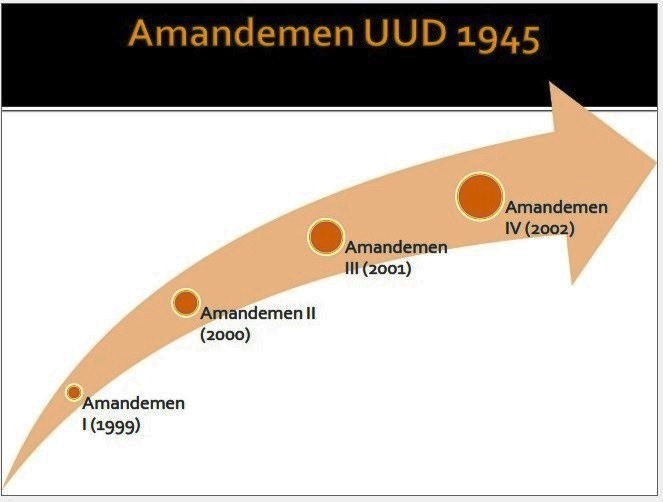 Amandemen UUD 1945
Amandemen
IV (2002)
Amandemen
III (2001)
Amandemen II
(2000)
Amandemen
I (1999)